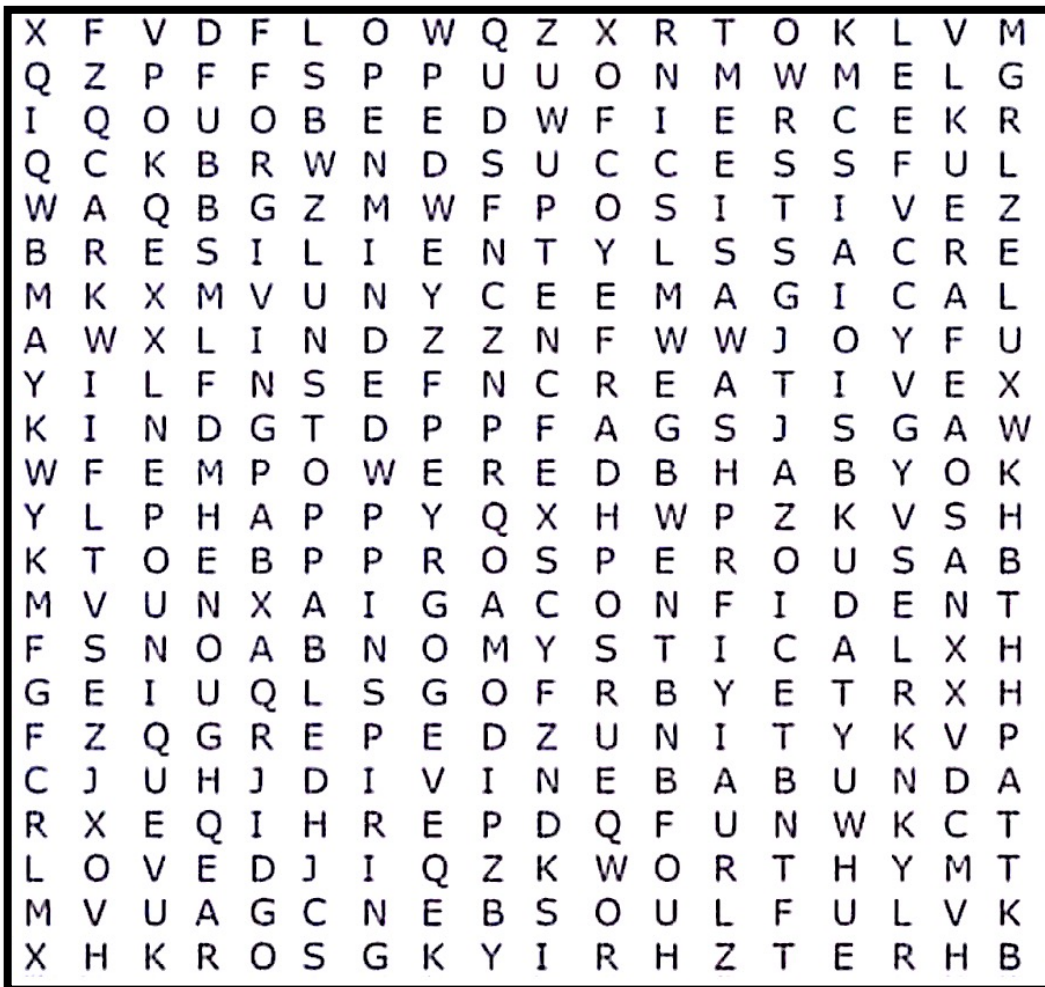 X F V D F L O W Q Z X R T O K L V M
Q Z P F F S P P U U O N M W M E L G
I Q O U O B E E D W F I E R C E K R
Q C K B R W N D S U C C E S S F U L
W A Q B G Z M W F P O S I T I V E Z
B R E S I L I E N T Y L S S A C R E
M K X M V U N Y C E E M A G I C A L
A W X L I N D Z Z N F W W J O Y F U
Y I L F N S E F N C R E A T I V E X
K I N D G T D P P F A G S J S G A W
W F E M P O W E R E D B H A B Y O K
Y L P H A P P Y Q X H W P Z K V S H
K T O E B P P R O S P E R O U S A B
M V U N X A I G A C O N F I D E N T
F S N O A B N O M Y S T I C A L X H
G E I U Q L S G O F R B Y E T R X H
F Z Q G R E P E D Z U N I T Y K V P
C J U H J D I V I N E B A B U N D A
R X E Q I H R E P D Q F U N W K C T
L O V E D J I Q Z K W O R T H Y M T
M V U A G C N E B S O U L F U L V K
X H K R O S G K Y I R H Z T E R H B